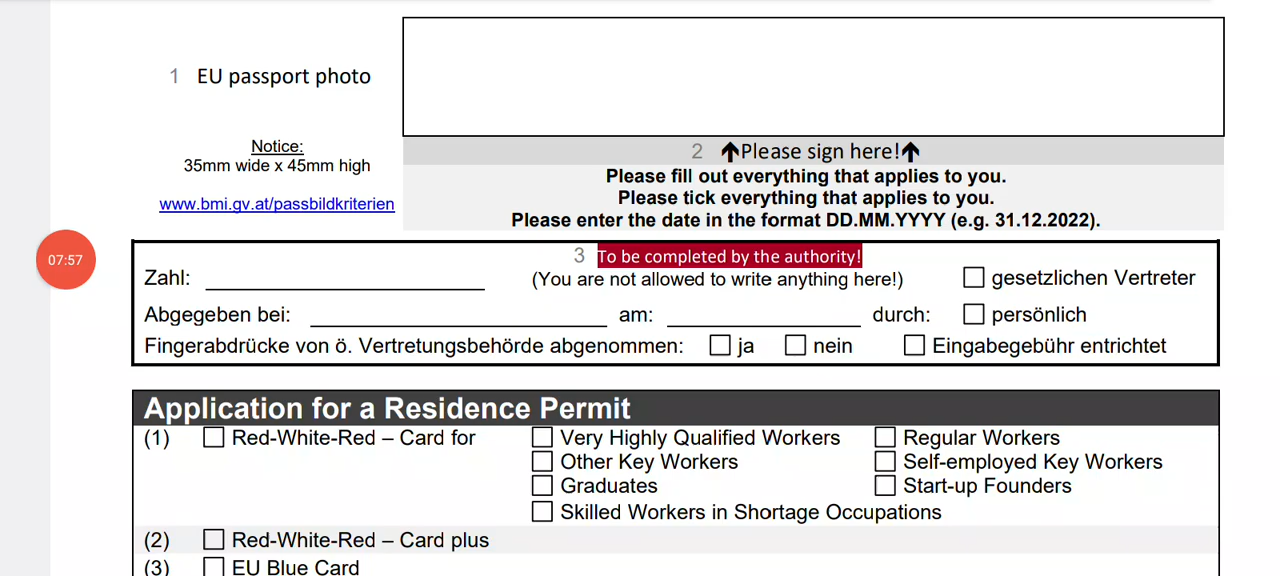 1 EU passport photo
Notice:
35mm wide x 45mm high
www.bmi.gv.at/passbildkriterien
2 ↑Please sign here!↑
Please fill out everything that applies to you.
Please tick everything that applies to you.
Please enter the date in the format DD.MM.YYYY (e.g. 31.12.2022).
07:57
3 To be completed by the authority!
Zahl: (You are not allowed to write anything here!) gesetzlichen Vertreter
Abgegeben bei: am: durch: persönlich
Fingerabdrücke von ö. Vertretungsbehörde abgenommen: ja nein Eingabegebühr entrichtet
Application for a Residence Permit
(1) Red-White-Red – Card for Very Highly Qualified Workers Regular Workers
Other Key Workers Self-employed Key Workers
Graduates Start-up Founders
Skilled Workers in Shortage Occupations
(2) Red-White-Red – Card plus
(3) EU Blue Card